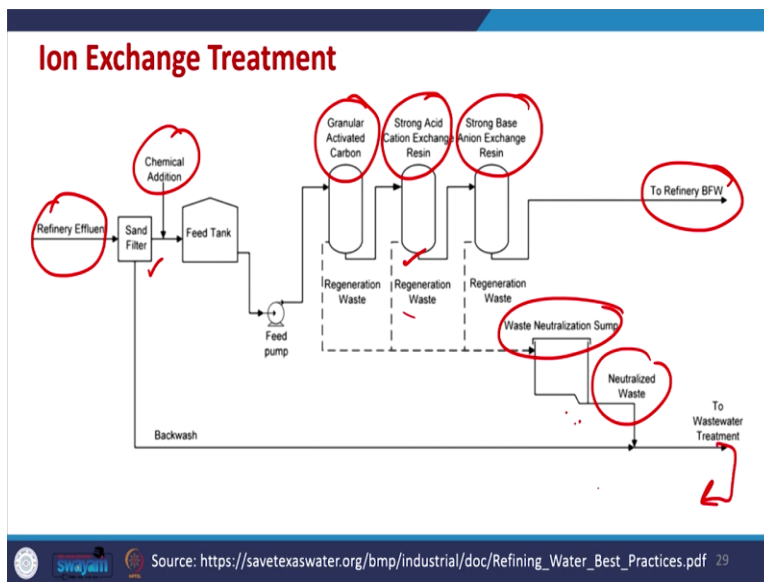 Ion Exchange Treatment
Granular
Activated
Carbon
Strong Acid
Cation Exchange
Resin
Strong Base
Anion Exchange
Resin
Chemical
Addition
Refinery Effluen
Sand
Filter
Feed Tank
To Refinery BFW
Regeneration
Waste
Regeneration
Waste
Regeneration
Waste
Feed
pump
Waste Neutralization Sump
Neutralized
Waste
To
Wastewater
Treatment
Backwash
swayam
Source: https://savetexaswater.org/bmp/industrial/doc/Refining_Water_Best_Practices.pdf 29